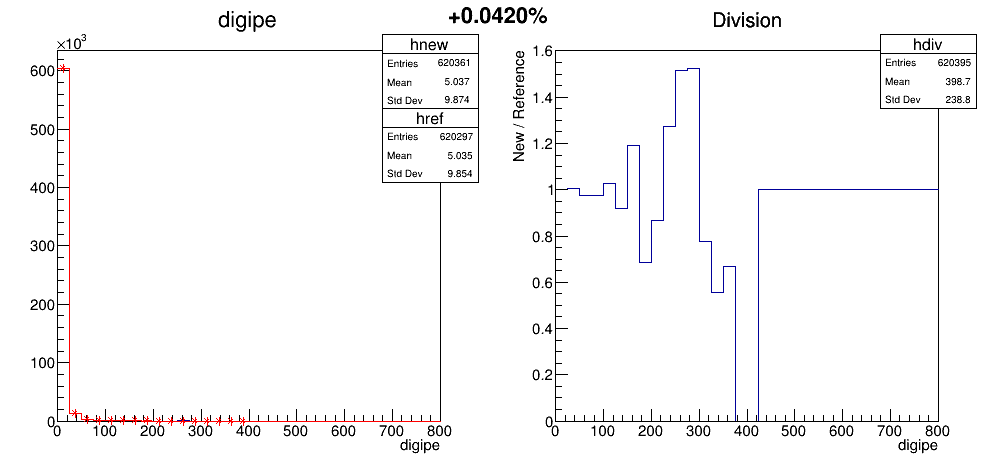 +0.0420%
digipe
×10³
600
500
400
300
200
100
0
0 100 200 300 400 500 600 700 800
digipe
hnew
Entries 620361
Mean 5.037
Std Dev 9.874
href
Entries 620297
Mean 5.035
Std Dev 9.854
Division
New / Reference
1.6
1.4
1.2
1
0.8
0.6
0.4
0.2
0
0 100 200 300 400 500 600 700 800
digipe
hdiv
Entries 620395
Mean 398.7
Std Dev 238.8